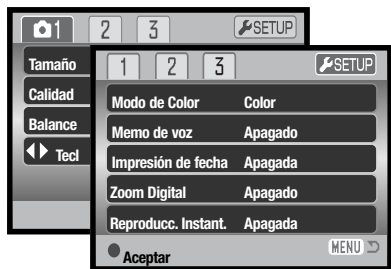 1 2 3 SETUP
Tamaño
Calidad
Balance
Tecl
1 2 3 SETUP
Modo de Color Color
Memo de voz Apagado
Impresión de fecha Apagada
Zoom Digital Apagado
Reproducc. Instant. Apagada
Aceptar MENU